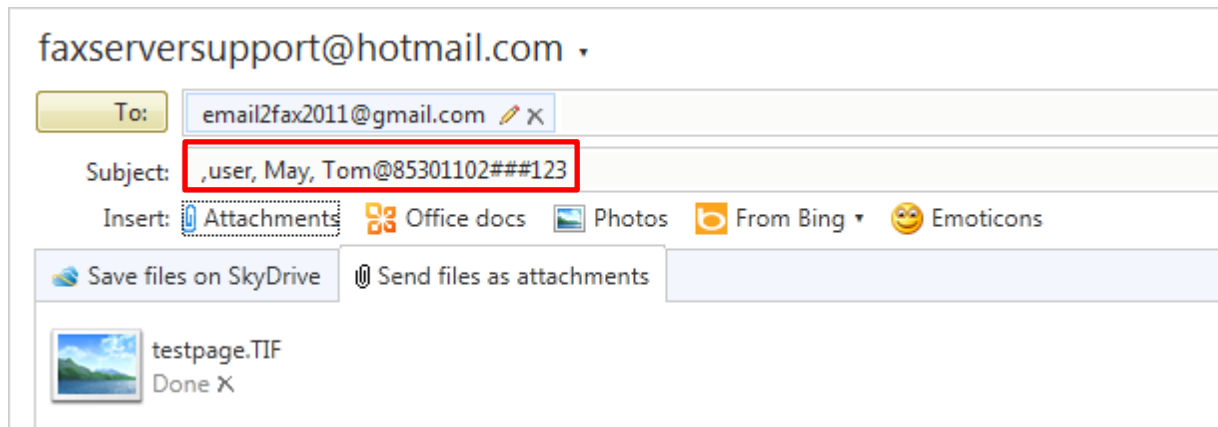 faxserversupport@hotmail.com
To: email2fax2011@gmail.com
Subject: ,user, May, Tom@85301102###123
Insert: Attachments Office docs Photos From Bing Emoticons
Save files on SkyDrive Send files as attachments
testpage.TIF
Done